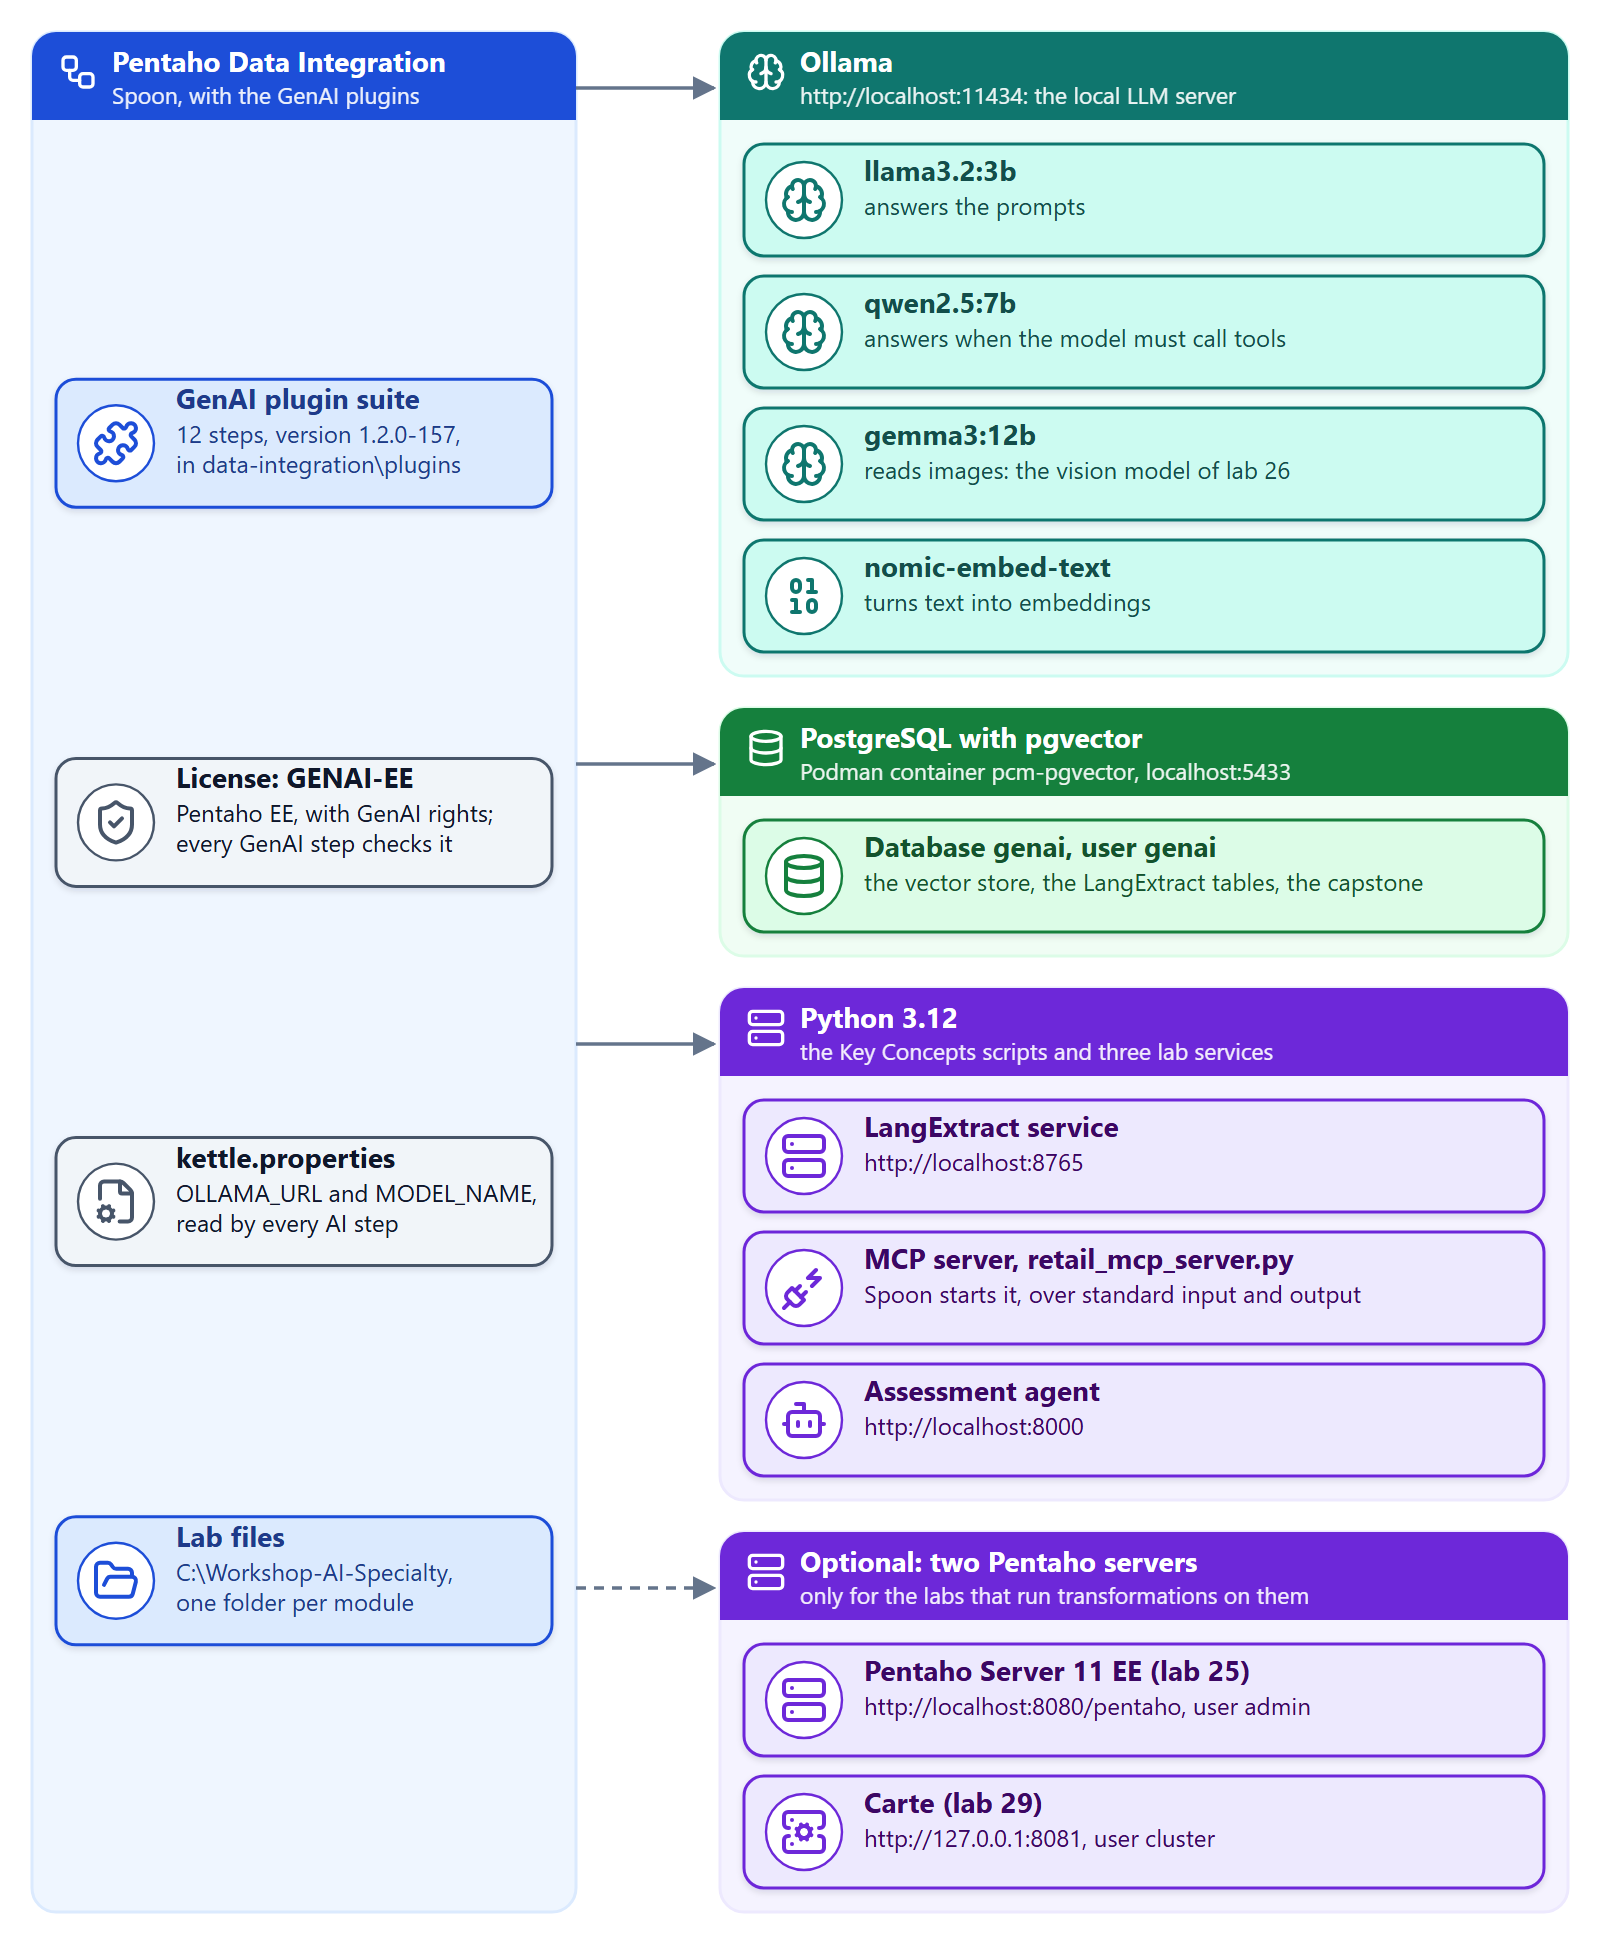 Pentaho Data Integration
Spoon, with the GenAI plugins
GenAI plugin suite
12 steps, version 1.2.0-157,
in data-integration\plugins
License: GENAI-EE
Pentaho EE, with GenAI rights;
every GenAI step checks it
kettle.properties
OLLAMA_URL and MODEL_NAME,
read by every AI step
Lab files
C:\Workshop-AI-Specialty,
one folder per module
Ollama
http://localhost:11434: the local LLM server
llama3.2:3b
answers the prompts
qwen2.5:7b
answers when the model must call tools
gemma3:12b
reads images: the vision model of lab 26
01
10
nomic-embed-text
turns text into embeddings
PostgreSQL with pgvector
Podman container pcm-pgvector, localhost:5433
Database genai, user genai
the vector store, the LangExtract tables, the capstone
Python 3.12
the Key Concepts scripts and three lab services
LangExtract service
http://localhost:8765
MCP server, retail_mcp_server.py
Spoon starts it, over standard input and output
Assessment agent
http://localhost:8000
Optional: two Pentaho servers
only for the labs that run transformations on them
Pentaho Server 11 EE (lab 25)
http://localhost:8080/pentaho, user admin
Carte (lab 29)
http://127.0.0.1:8081, user cluster